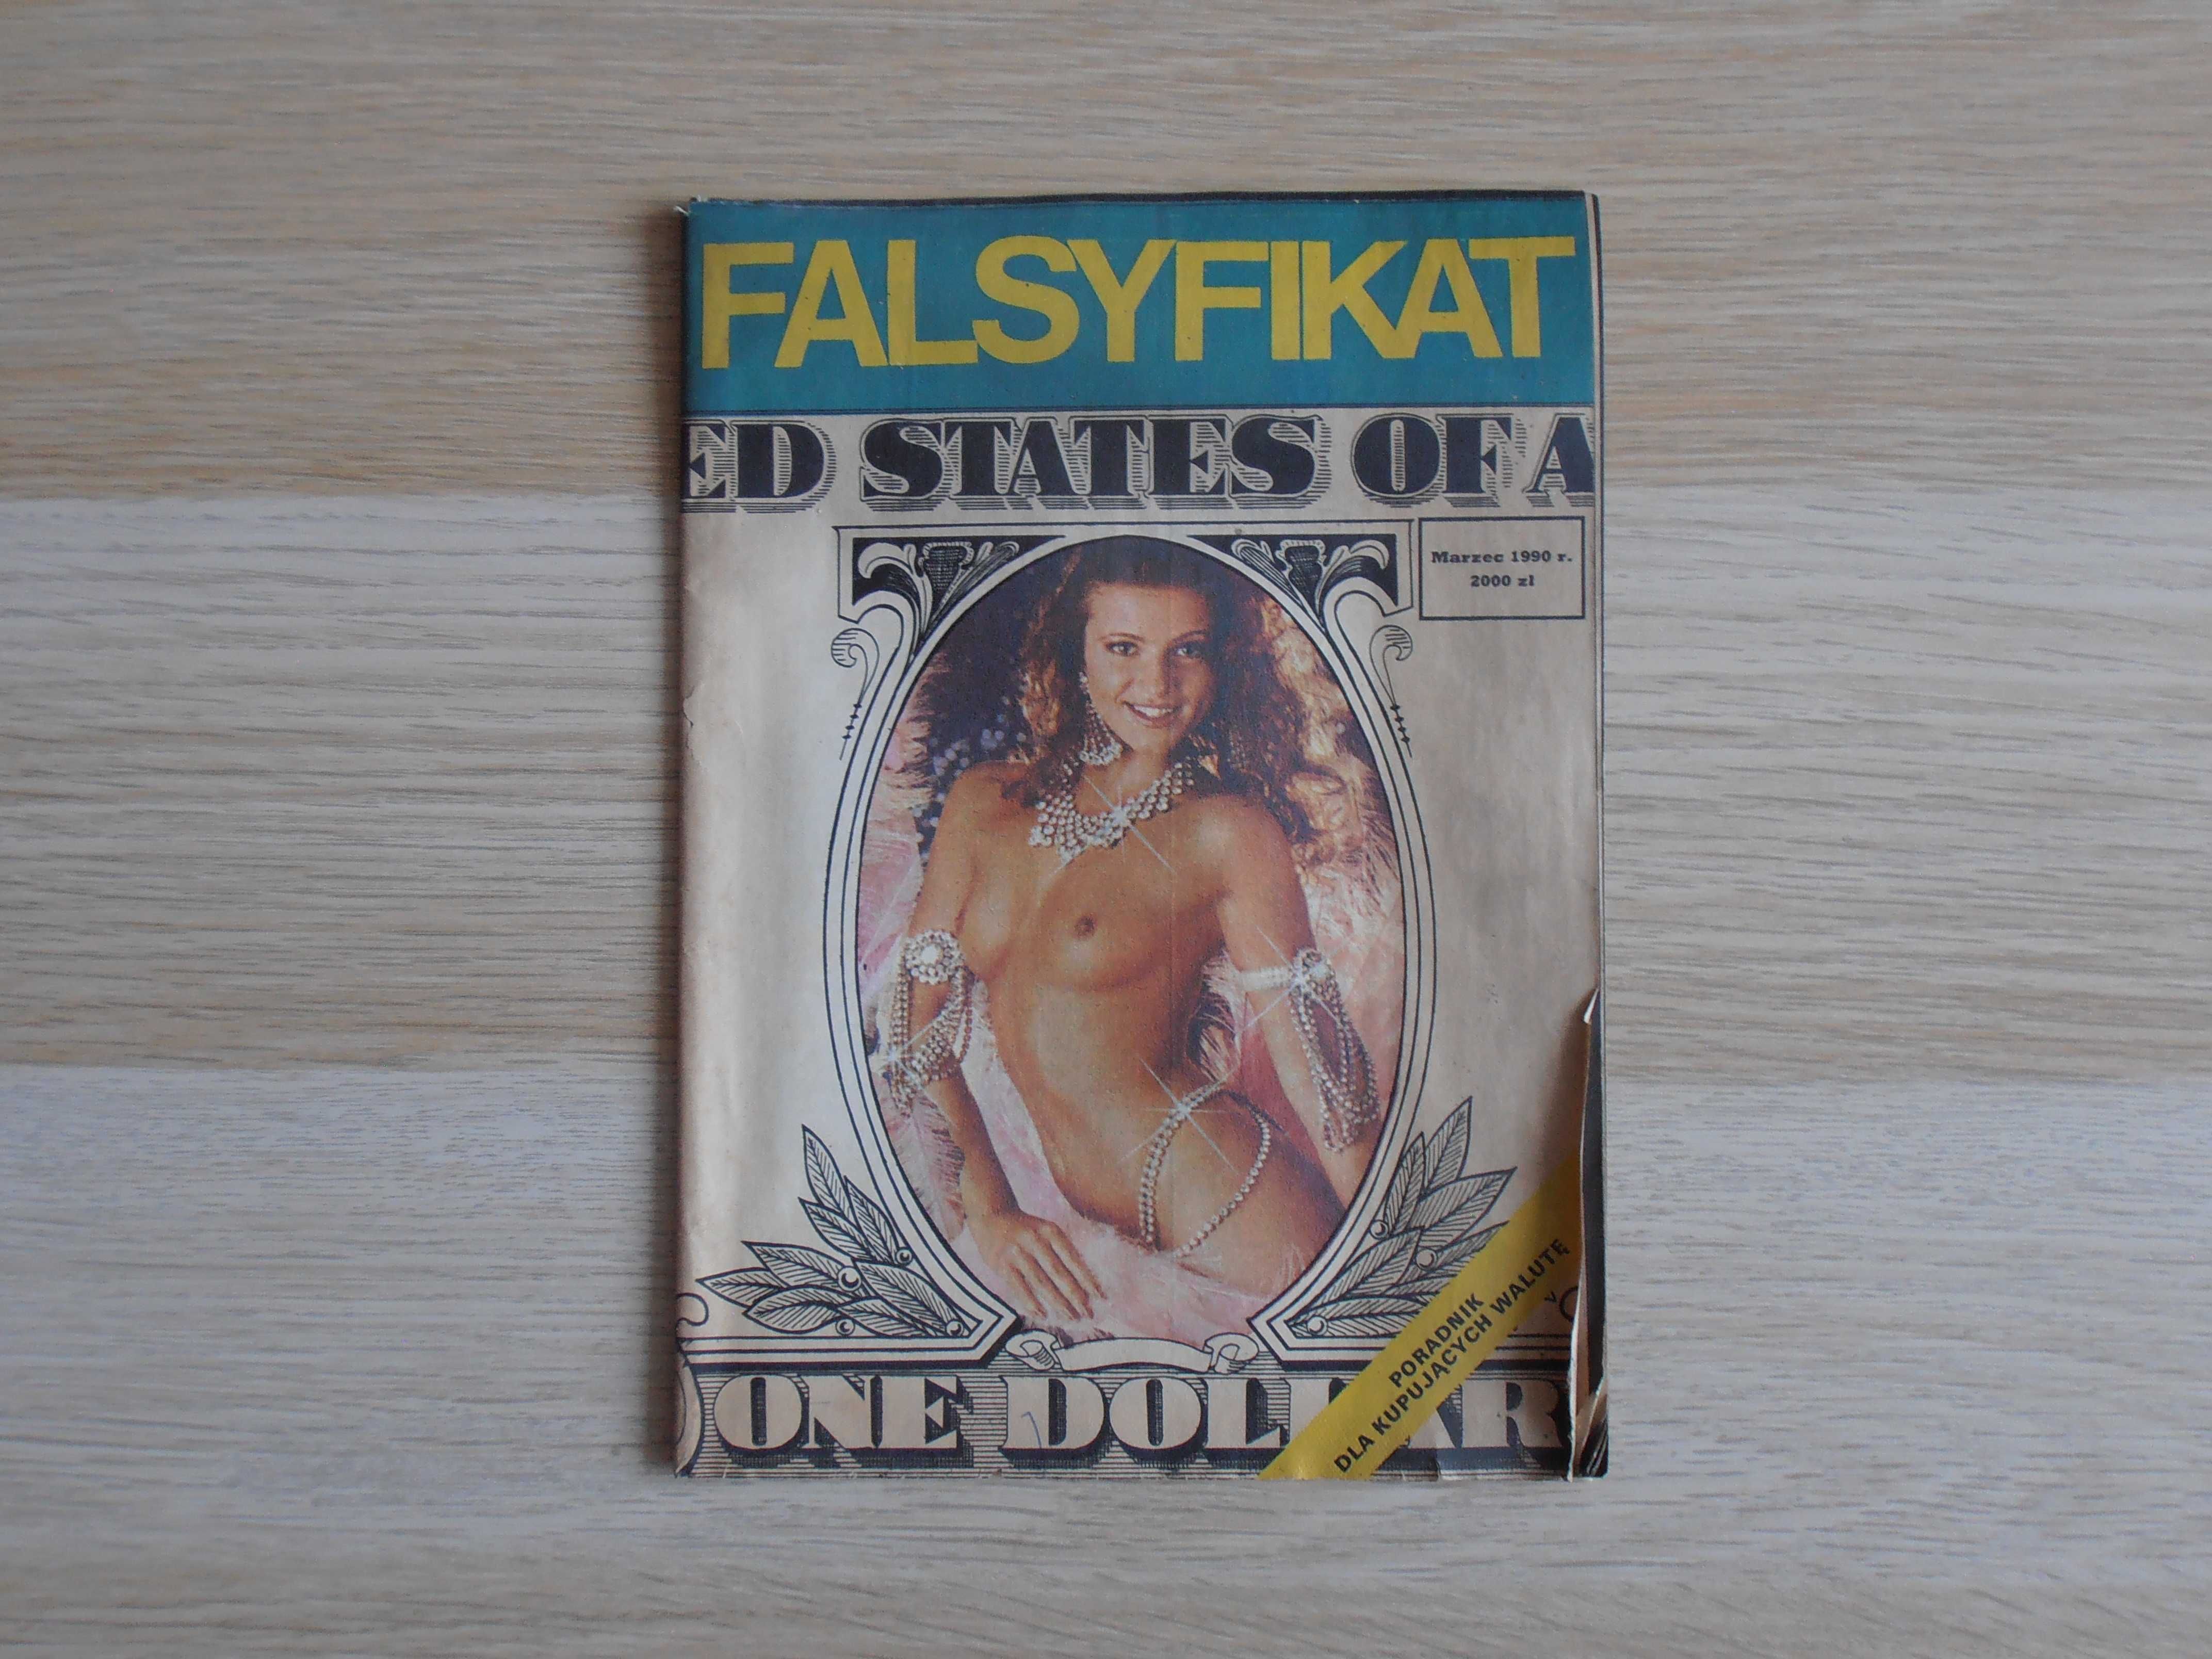 FALSYFIKAT
ED STATES OF A
Marzec 1990 r.
2000 zł
PORADNIK
DLA KUPUJĄCYCH WALUTĘ
ONE DOLLAR